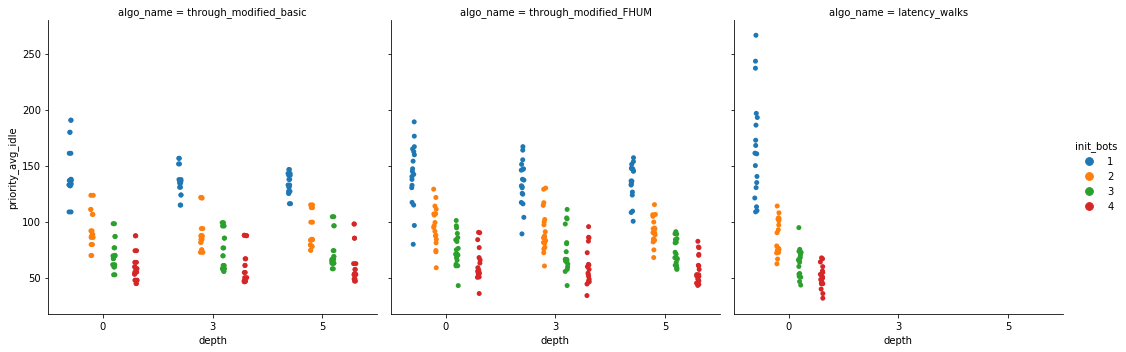 algo_name = through_modified_basic
algo_name = through_modified_FHUM
algo_name = latency_walks
priority_avg_idle
250
200
150
100
50
0 3 5
0 3 5
0 3 5
depth
depth
depth
init_bots
1
2
3
4